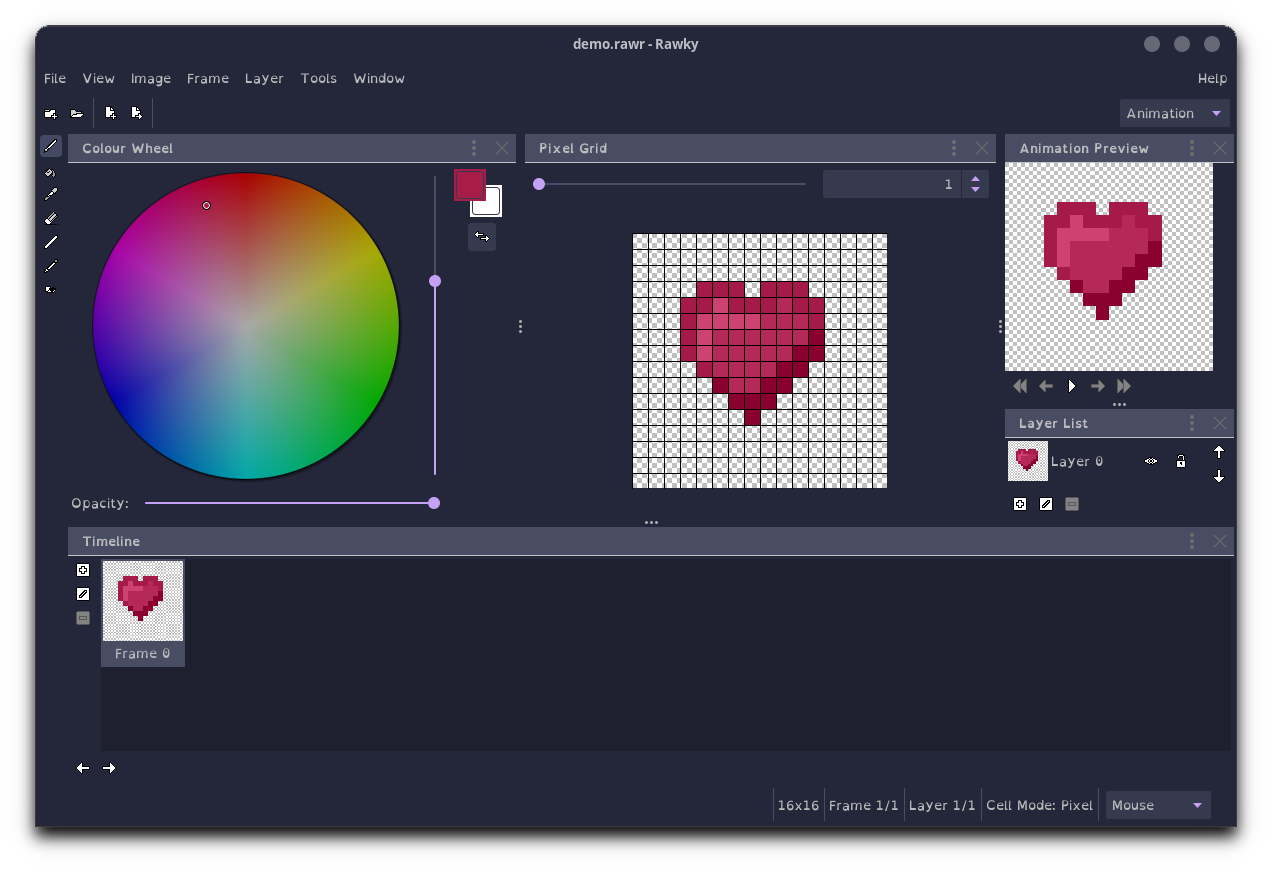 demo.rawr - Rawky
File View Image Frame Layer Tools Window Help
Animation
Colour Wheel
Pixel Grid
Animation Preview
1
Layer List
Layer 0
Opacity:
Timeline
Frame 0
16x16 Frame 1/1 Layer 1/1 Cell Mode: Pixel Mouse